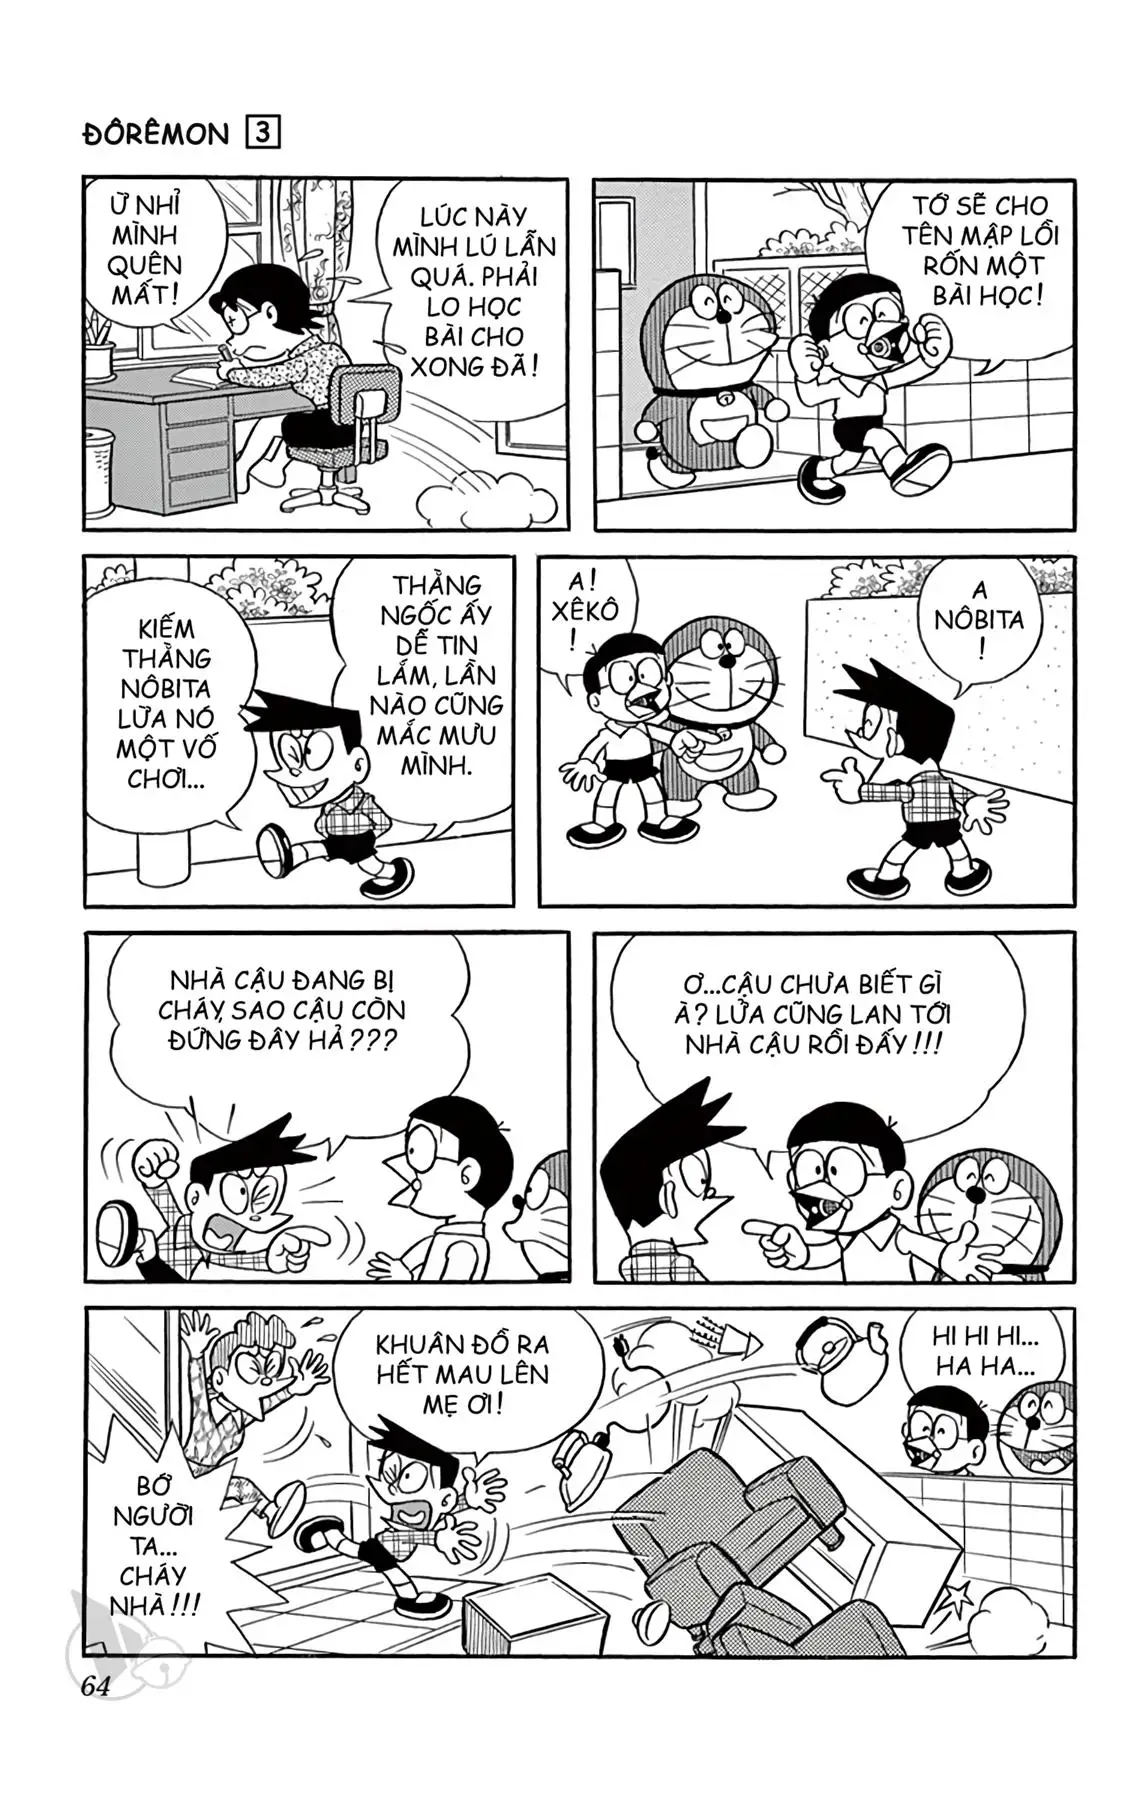 ĐÔRÊMON 3
Ừ NHỈ
MÌNH
QUÊN
MẤT!
LÚC NÀY
MÌNH LÚ LẪN
QUÁ. PHẢI
LO HỌC
BÀI CHO
XONG ĐÃ!
TỚ SẼ CHO
TÊN MẬP LỒI
RỐN MỘT
BÀI HỌC!
KIẾM
THẰNG
NÔBITA
LỪA NÓ
MỘT VỐ
CHƠI...
THẰNG
NGỐC ẤY
DỄ TIN
LẮM, LẦN
NÀO CŨNG
MẮC MƯU
MÌNH.
A!
XÊKÔ
!
A
NÔBITA
!
NHÀ CẬU ĐANG BỊ
CHÁY, SAO CẬU CÒN
ĐỨNG ĐÂY HẢ???
Ơ...CẬU CHƯA BIẾT GÌ
À? LỬA CŨNG LAN TỚI
NHÀ CẬU RỒI ĐẤY!!!
BỚ
NGƯỜI
TA...
CHÁY
NHÀ!!!
KHUÂN ĐỒ RA
HẾT MAU LÊN
MẸ ƠI!
HI HI HI...
HA HA...
64